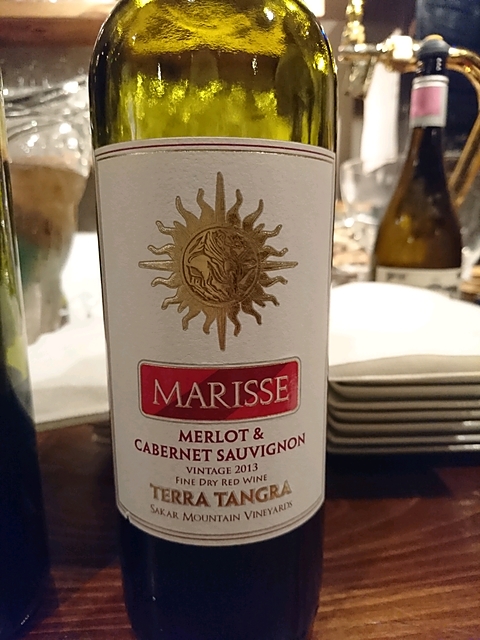 MARISSE
MERLOT &
CABERNET SAUVIGNON
VINTAGE 2013
FINE DRY RED WINE
TERRA TANGRA
SAKAR MOUNTAIN VINEYARDS